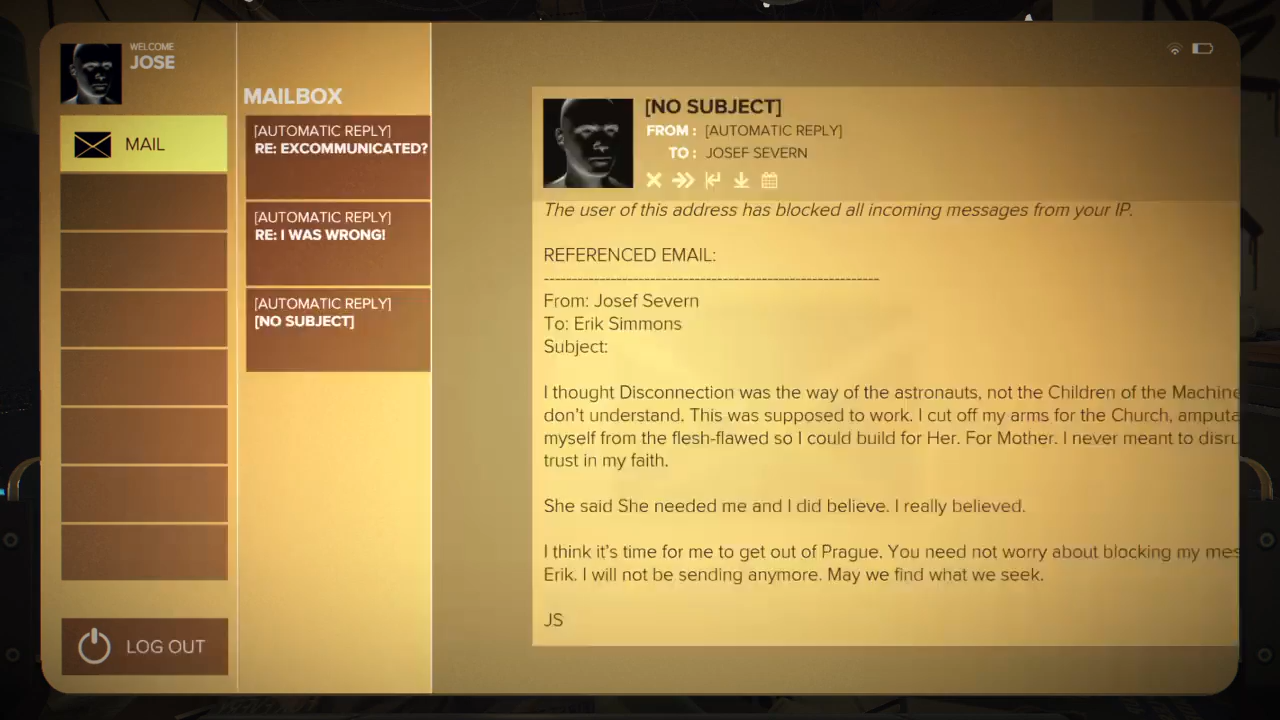 WELCOME
JOSE
MAIL
LOG OUT
MAILBOX
[AUTOMATIC REPLY]
RE: EXCOMMUNICATED?
[AUTOMATIC REPLY]
RE: I WAS WRONG!
[AUTOMATIC REPLY]
[NO SUBJECT]
[NO SUBJECT]
FROM : [AUTOMATIC REPLY]
TO : JOSEF SEVERN
The user of this address has blocked all incoming messages from your IP.
REFERENCED EMAIL:
-------------------------------------------------------------
From: Josef Severn
To: Erik Simmons
Subject:
I thought Disconnection was the way of the astronauts, not the Children of the Machine
don't understand. This was supposed to work. I cut off my arms for the Church, amputa
myself from the flesh-flawed so I could build for Her. For Mother. I never meant to disru
trust in my faith.
She said She needed me and I did believe. I really believed.
I think it's time for me to get out of Prague. You need not worry about blocking my mes
Erik. I will not be sending anymore. May we find what we seek.
JS